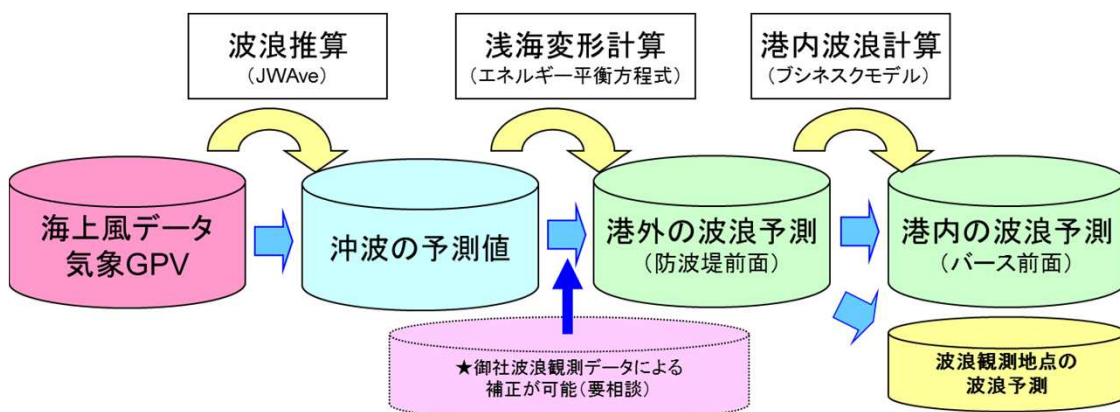 波浪推算
（JWAve）
浅海変形計算
（エネルギー平衡方程式）
港内波浪計算
（ブシネスクモデル）
海上風データ
気象GPV
沖波の予測値
港外の波浪予測
（防波堤前面）
港内の波浪予測
（バース前面）
★御社波浪観測データによる
補正が可能（要相談）
波浪観測地点の
波浪予測